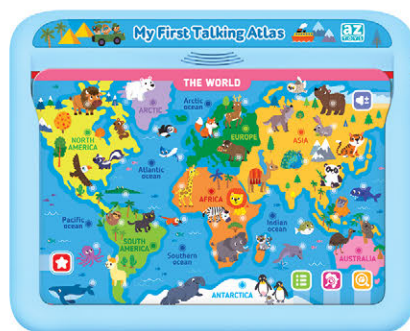 My First Talking Atlas
az
THE WORLD
ARCTIC
Arctic
ocean
NORTH
AMERICA
EUROPE
ASIA
Atlantic
ocean
AFRICA
Pacific
ocean
Indian
ocean
SOUTH
AMERICA
Southern
ocean
AUSTRALIA
ANTARCTICA